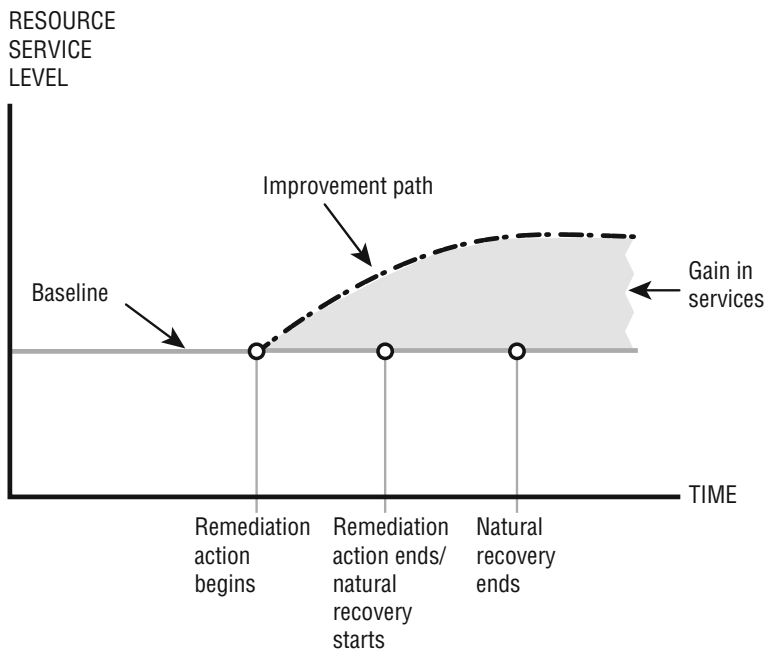 RESOURCE
SERVICE
LEVEL
Improvement path
Baseline
Gain in
services
TIME
Remediation
action
begins
Remediation
action ends/
natural
recovery
starts
Natural
recovery
ends